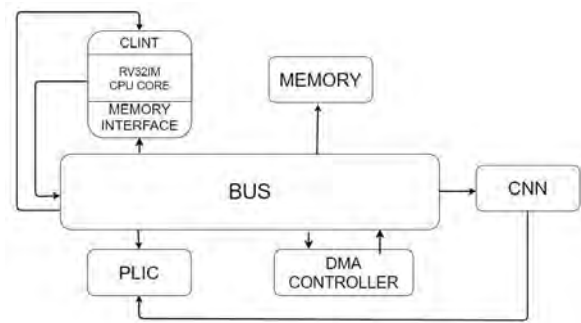 CLINT
RV32IM
CPU CORE
MEMORY
INTERFACE
MEMORY
BUS
CNN
PLIC
DMA
CONTROLLER